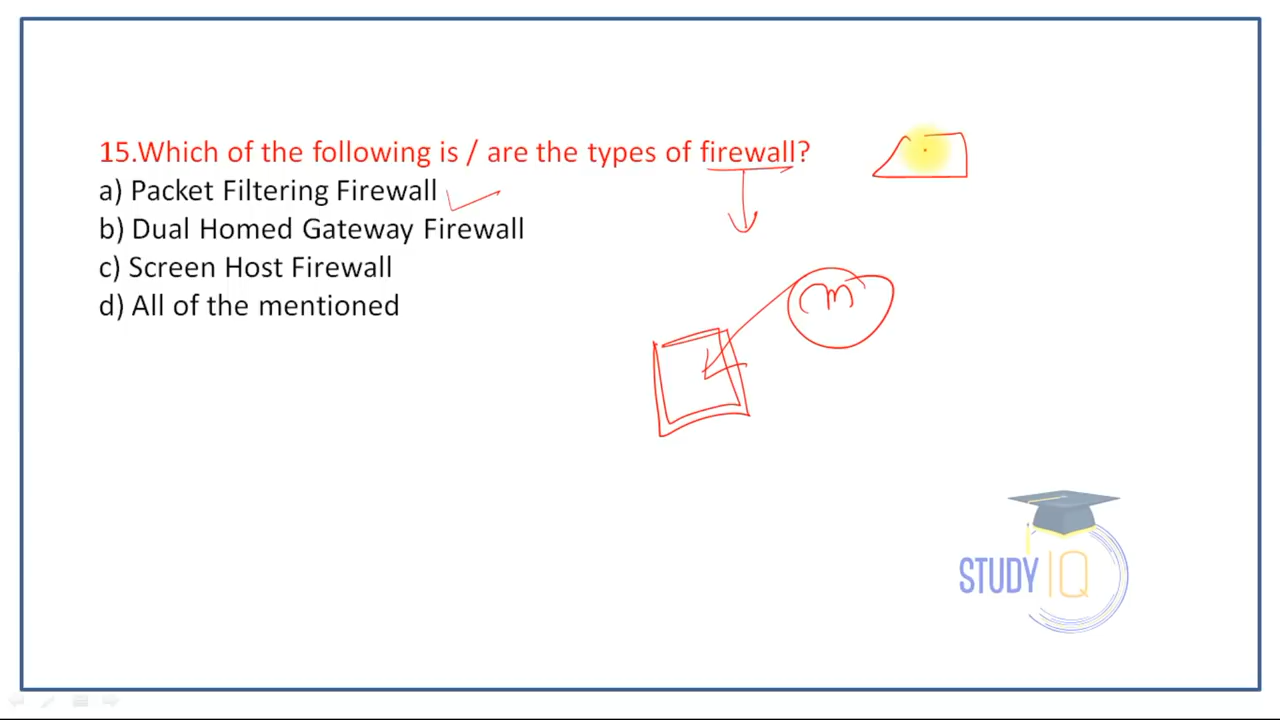 15.Which of the following is / are the types of firewall?
a) Packet Filtering Firewall
b) Dual Homed Gateway Firewall
c) Screen Host Firewall
d) All of the mentioned
m
STUDY IQ